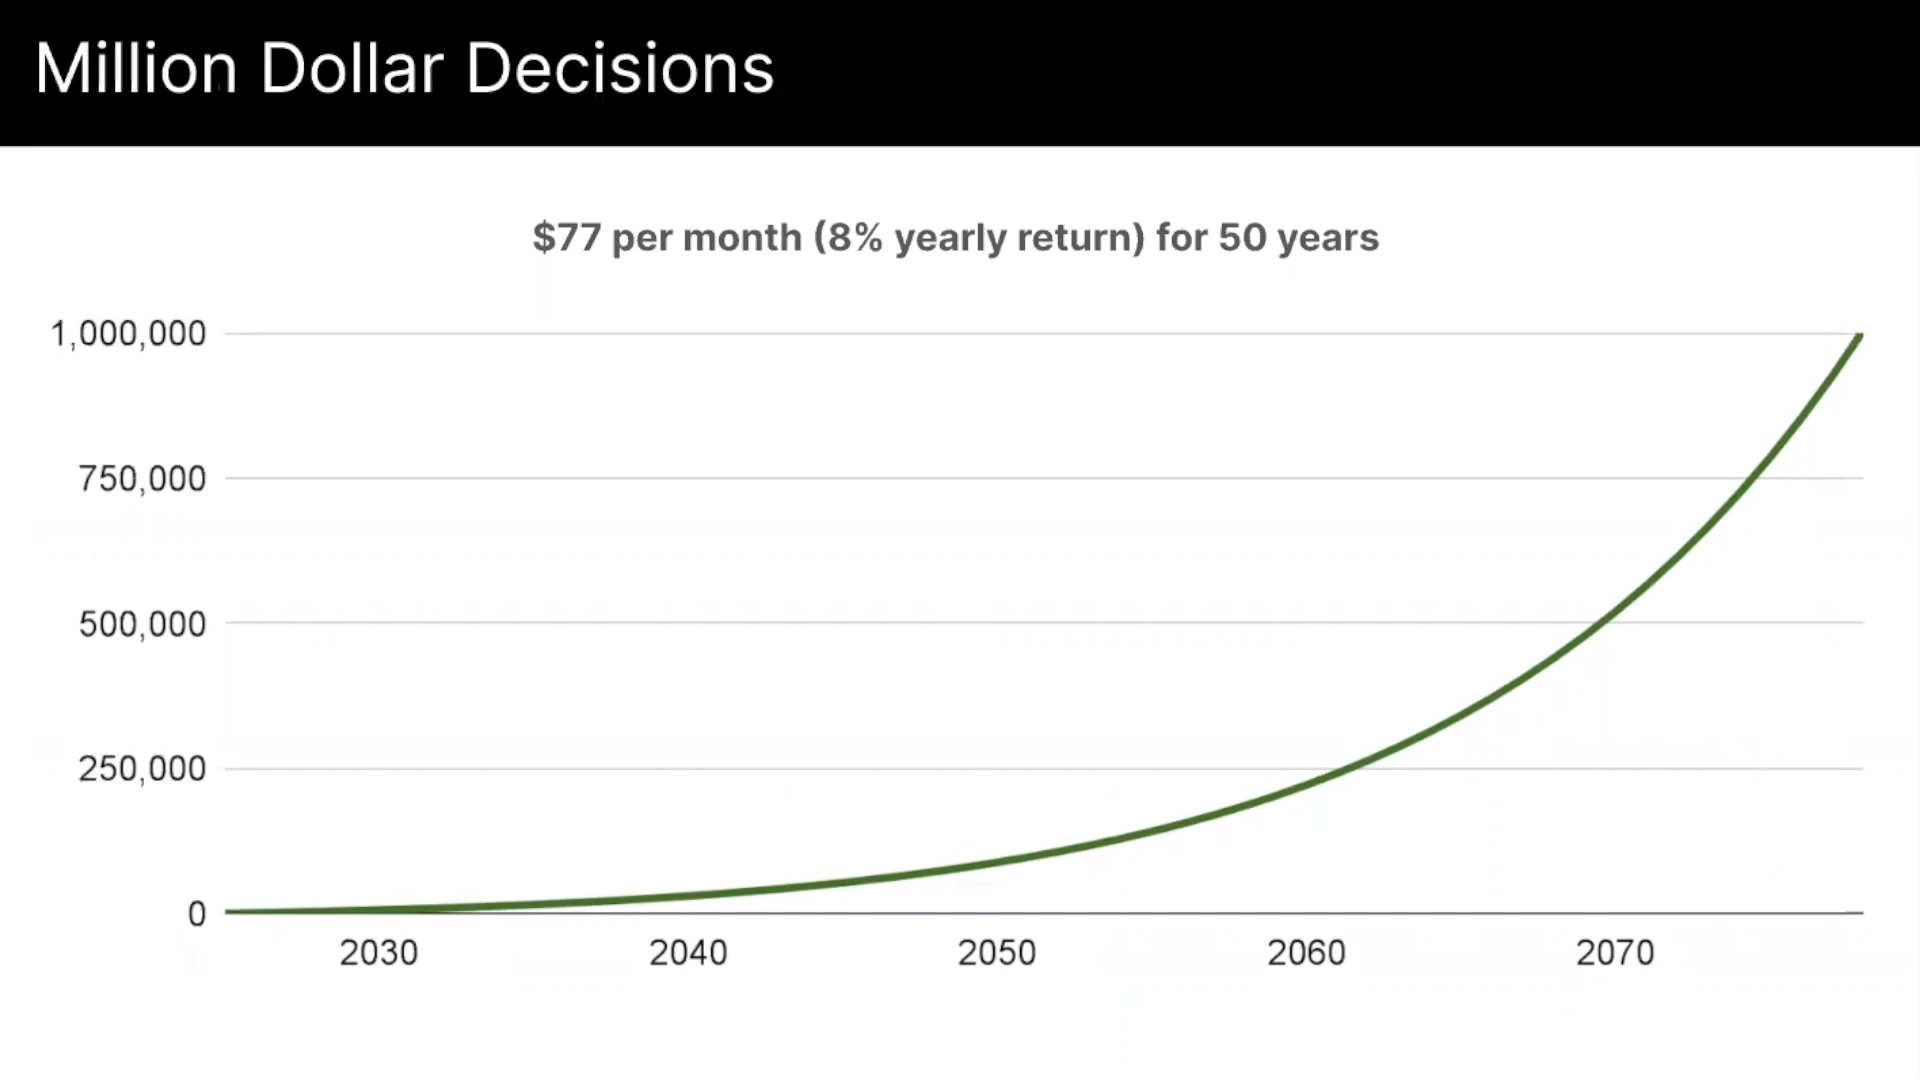 Million Dollar Decisions
$77 per month (8% yearly return) for 50 years
1,000,000
750,000
500,000
250,000
0
2030 2040 2050 2060 2070